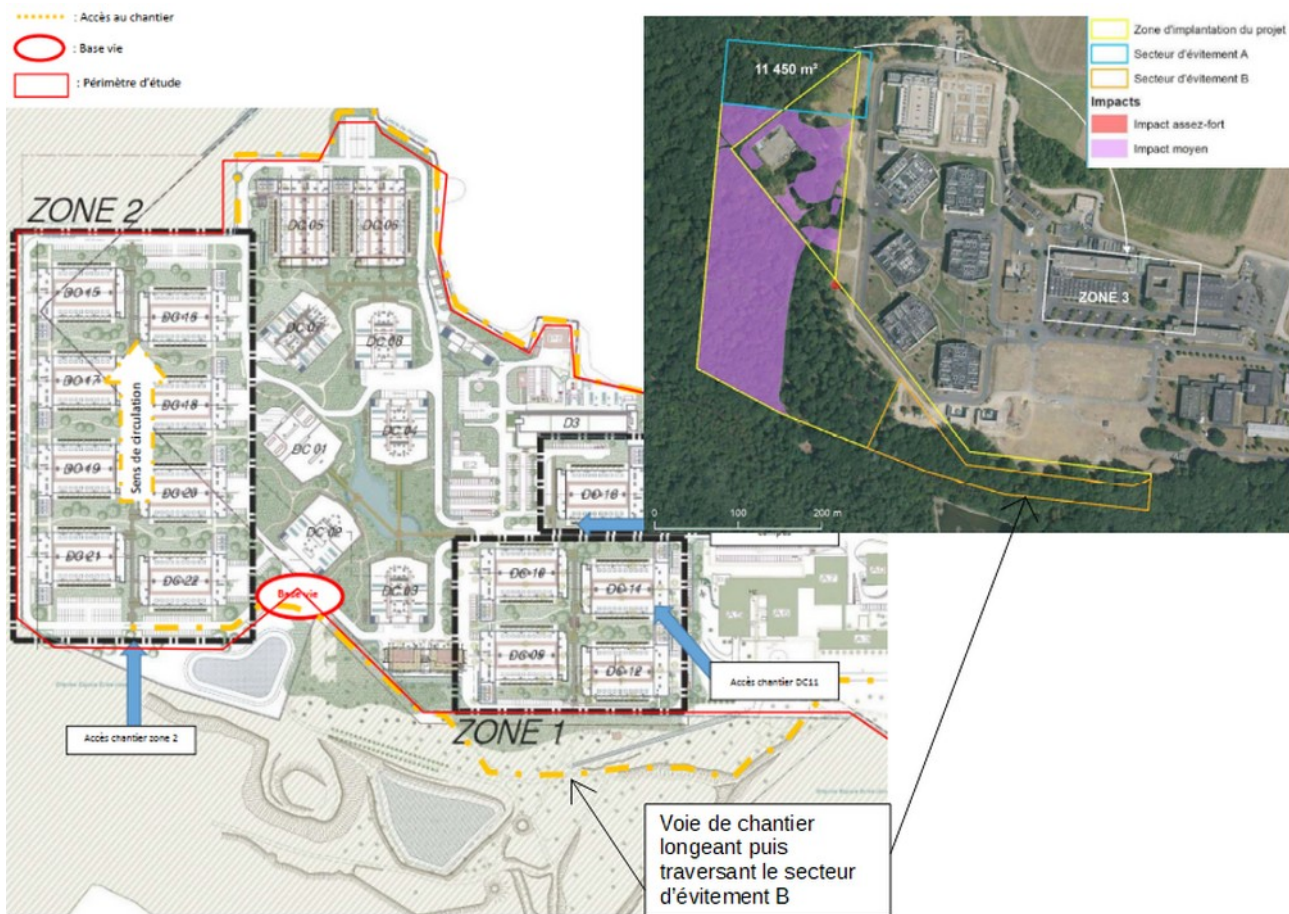 : Accès au chantier
: Base vie
: Périmètre d'étude
Zone d'implantation du projet
Secteur d'évitement A
Secteur d'évitement B
Impacts
Impact assez-fort
Impact moyen
11 450 m²
ZONE 3
0 100 200 m
ZONE 2
DC 05
DC 06
DC 15
DC 16
DC 07
DC 08
DC 17
DC 18
Sens de circulation
DC 01
DC 04
D3
E2
DC 19
DC 20
DC 02
DC 21
DC 22
Base vie
DC 03
DC 10
DC 11
DC 09
DC 12
Accès chantier DC11
Accès chantier zone 2
ZONE 1
Voie de chantier
longeant puis
traversant le secteur
d'évitement B